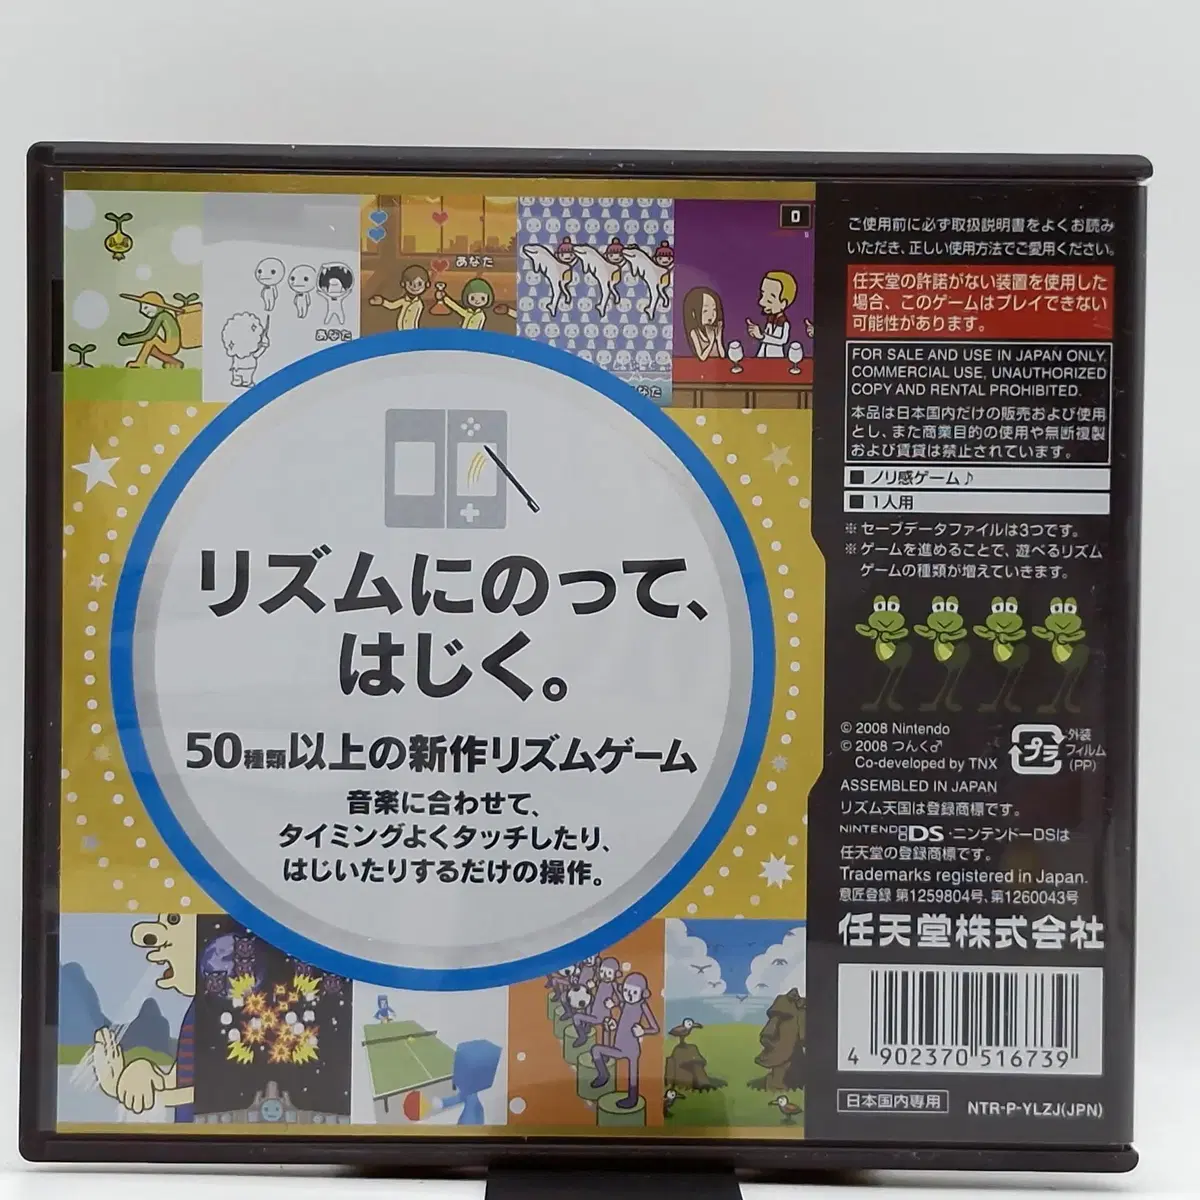 あなた
あなた
なた
D
リズムにのって、
はじく。
50種類以上の新作リズムゲーム
音楽に合わせて、
タイミングよくタッチしたり、
はじいたりするだけの操作。
ご使用前に必ず取扱説明書をよくお読み
いただき、正しい使用方法でご愛用ください。
任天堂の許諾がない装置を使用した
場合、このゲームはプレイできない
可能性があります。
FOR SALE AND USE IN JAPAN ONLY.
COMMERCIAL USE, UNAUTHORIZED
COPY AND RENTAL PROHIBITED.
本品は日本国内だけの販売および使用
とし、また商業目的の使用や無断複製
および賃貸は禁止されています。
■ ノリ感ゲーム♪
■ 1人用
※ セーブデータファイルは3つです。
※ ゲームを進めることで、遊べるリズム
ゲームの種類が増えていきます。
© 2008 Nintendo
© 2008 つんく♂
Co-developed by TNX
プラ
外装
フィルム
(PP)
ASSEMBLED IN JAPAN
リズム天国は登録商標です。
NINTENDO DS・ニンテンドーDSは
任天堂の登録商標です。
Trademarks registered in Japan.
意匠登録 第1259804号、第1260043号
任天堂株式会社
4 902370 516739
日本国内専用
NTR-P-YLZJ(JPN)